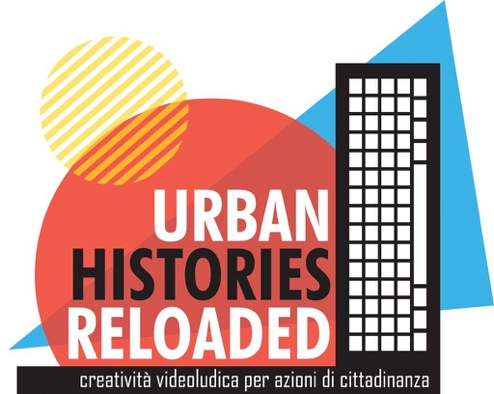 URBAN
HISTORIES
RELOADED
creatività videoludica per azioni di cittadinanza